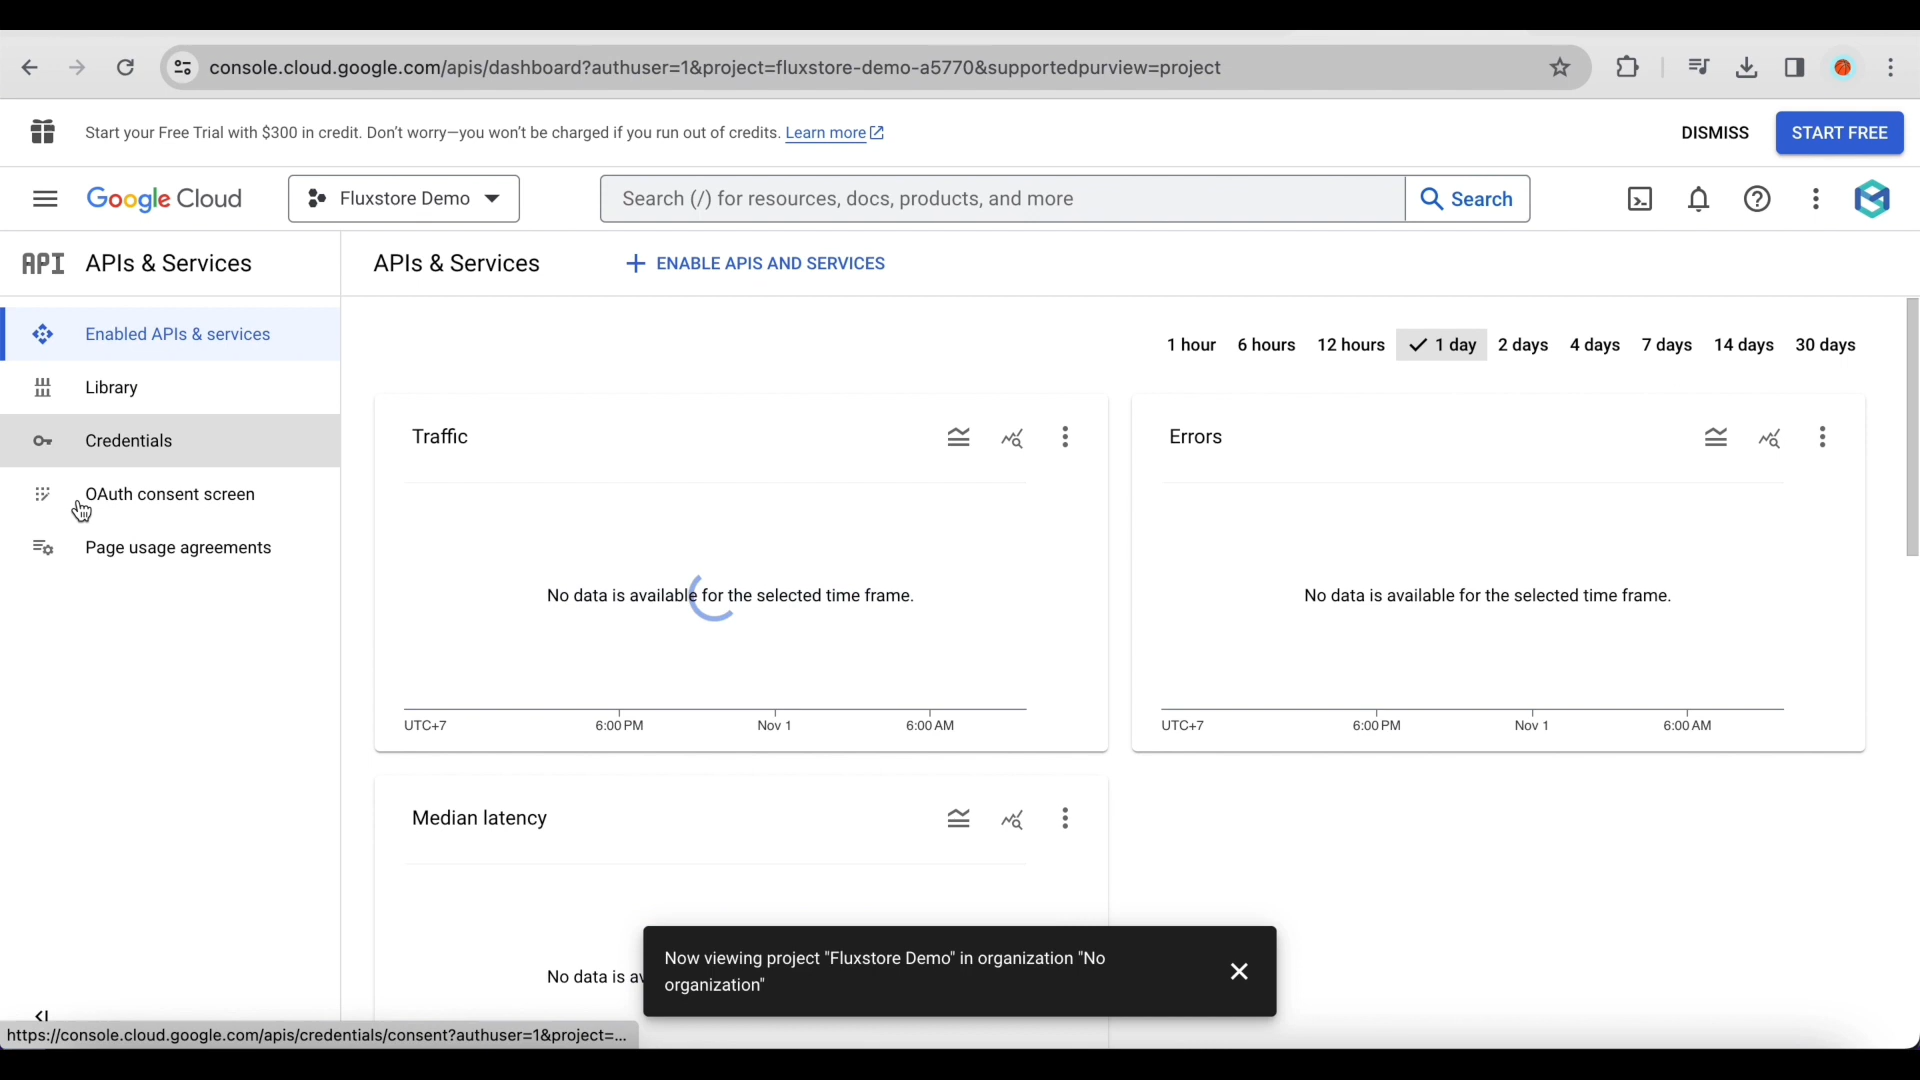 console.cloud.google.com/apis/dashboard?authuser=1&project=fluxstore-demo-a5770&supportedpurview=project
Start your Free Trial with $300 in credit. Don't worry—you won't be charged if you run out of credits. Learn more
DISMISS
START FREE
Google Cloud
Fluxstore Demo
Search (/) for resources, docs, products, and more
Search
API
APIs & Services
APIs & Services
ENABLE APIS AND SERVICES
Enabled APIs & services
Library
Credentials
OAuth consent screen
Page usage agreements
1 hour
6 hours
12 hours
1 day
2 days
4 days
7 days
14 days
30 days
Traffic
No data is available for the selected time frame.
UTC+7
6:00 PM
Nov 1
6:00 AM
Errors
No data is available for the selected time frame.
UTC+7
6:00 PM
Nov 1
6:00 AM
Median latency
No data is av
Now viewing project "Fluxstore Demo" in organization "No
organization"
https://console.cloud.google.com/apis/credentials/consent?authuser=1&project=...